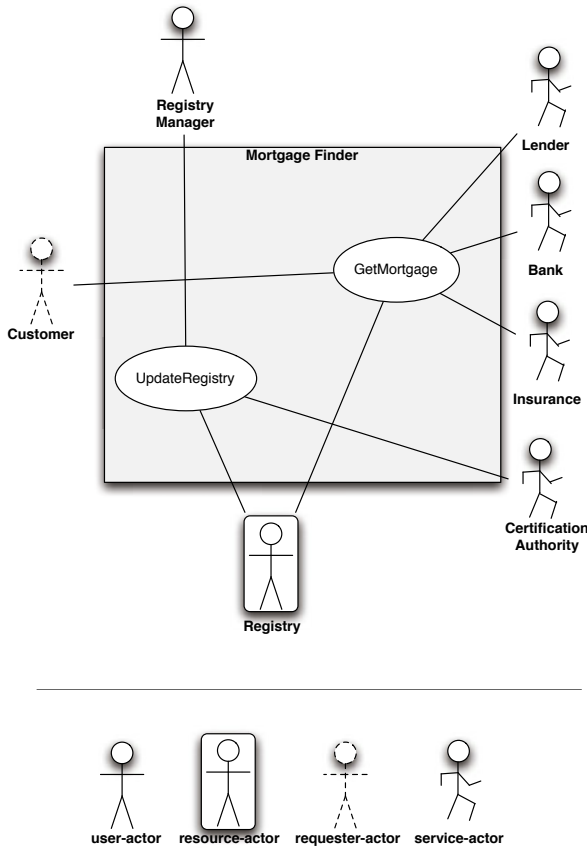 Registry
Manager
Mortgage Finder
Lender
GetMortgage
Bank
Customer
UpdateRegistry
Insurance
Certification
Authority
Registry
user-actor
resource-actor
requester-actor
service-actor